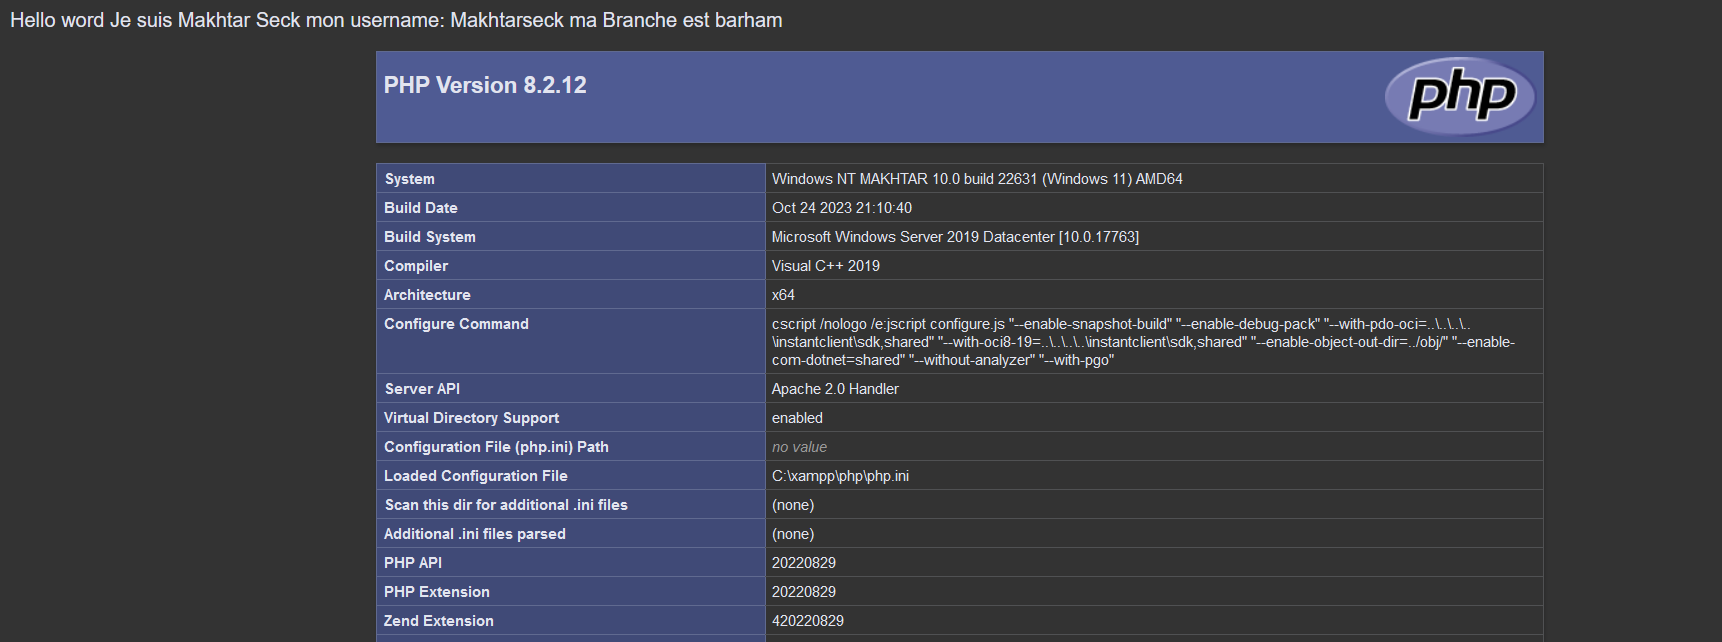 Hello word Je suis Makhtar Seck mon username: Makhtarseck ma Branche est barham
PHP Version 8.2.12
php
System Windows NT MAKHTAR 10.0 build 22631 (Windows 11) AMD64
Build Date Oct 24 2023 21:10:40
Build System Microsoft Windows Server 2019 Datacenter [10.0.17763]
Compiler Visual C++ 2019
Architecture x64
Configure Command cscript /nologo /e:jscript configure.js "--enable-snapshot-build" "--enable-debug-pack" "--with-pdo-oci=..\..\..\..
\instantclient\sdk,shared" "--with-oci8-19=..\..\..\..\instantclient\sdk,shared" "--enable-object-out-dir=../obj/" "--enable-
com-dotnet=shared" "--without-analyzer" "--with-pgo"
Server API Apache 2.0 Handler
Virtual Directory Support enabled
Configuration File (php.ini) Path no value
Loaded Configuration File C:\xampp\php\php.ini
Scan this dir for additional .ini files (none)
Additional .ini files parsed (none)
PHP API 20220829
PHP Extension 20220829
Zend Extension 420220829